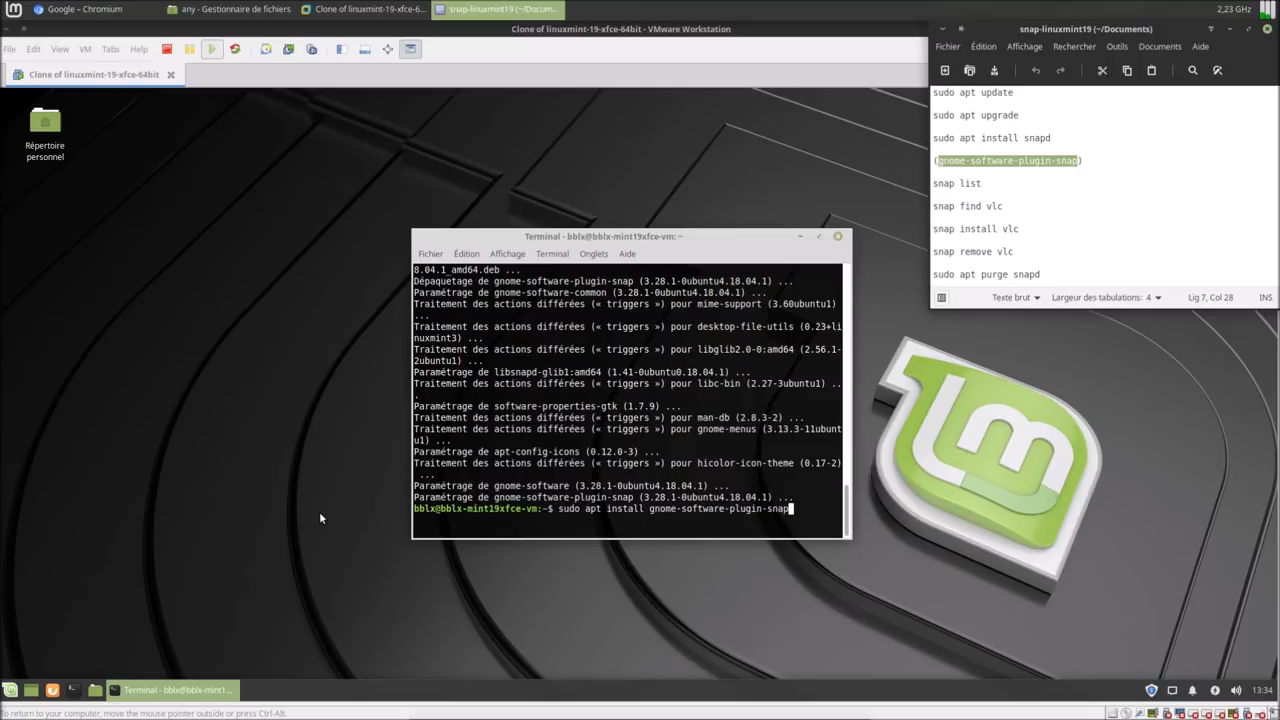 Google – Chromium
any - Gestionnaire de fichiers
Clone of linuxmint-19-xfce-6...
snap-linuxmint19 (~/Docum...
2,23 GHz
Clone of linuxmint-19-xfce-64bit - VMware Workstation
File Edit View VM Tabs Help
Clone of linuxmint-19-xfce-64bit
Répertoire
personnel
snap-linuxmint19 (~/Documents)
Fichier Édition Affichage Rechercher Outils Documents Aide
sudo apt update
sudo apt upgrade
sudo apt install snapd
(gnome-software-plugin-snap)
snap list
snap find vlc
snap install vlc
snap remove vlc
sudo apt purge snapd
Texte brut Largeur des tabulations: 4 Lig 7, Col 28 INS
Terminal - bblx@bblx-mint19xfce-vm: ~
Fichier Édition Affichage Terminal Onglets Aide
8.04.1_amd64.deb ...
Dépaquetage de gnome-software-plugin-snap (3.28.1-0ubuntu4.18.04.1) ...
Paramétrage de gnome-software-common (3.28.1-0ubuntu4.18.04.1) ...
Traitement des actions différées (« triggers ») pour mime-support (3.60ubuntu1)
...
Traitement des actions différées (« triggers ») pour desktop-file-utils (0.23+li
nuxmint3) ...
Traitement des actions différées (« triggers ») pour libglib2.0-0:amd64 (2.56.1-
2ubuntu1) ...
Paramétrage de libsnapd-glib1:amd64 (1.41-0ubuntu0.18.04.1) ...
Traitement des actions différées (« triggers ») pour libc-bin (2.27-3ubuntu1) ..
.
Paramétrage de software-properties-gtk (1.7.9) ...
Traitement des actions différées (« triggers ») pour man-db (2.8.3-2) ...
Traitement des actions différées (« triggers ») pour gnome-menus (3.13.3-11ubunt
u1) ...
Paramétrage de apt-config-icons (0.12.0-3) ...
Traitement des actions différées (« triggers ») pour hicolor-icon-theme (0.17-2)
...
Paramétrage de gnome-software (3.28.1-0ubuntu4.18.04.1) ...
Paramétrage de gnome-software-plugin-snap (3.28.1-0ubuntu4.18.04.1) ...
bblx@bblx-mint19xfce-vm:~$ sudo apt install gnome-software-plugin-snap
Terminal - bblx@bblx-mint1...
13:34
To return to your computer, move the mouse pointer outside or press Ctrl-Alt.